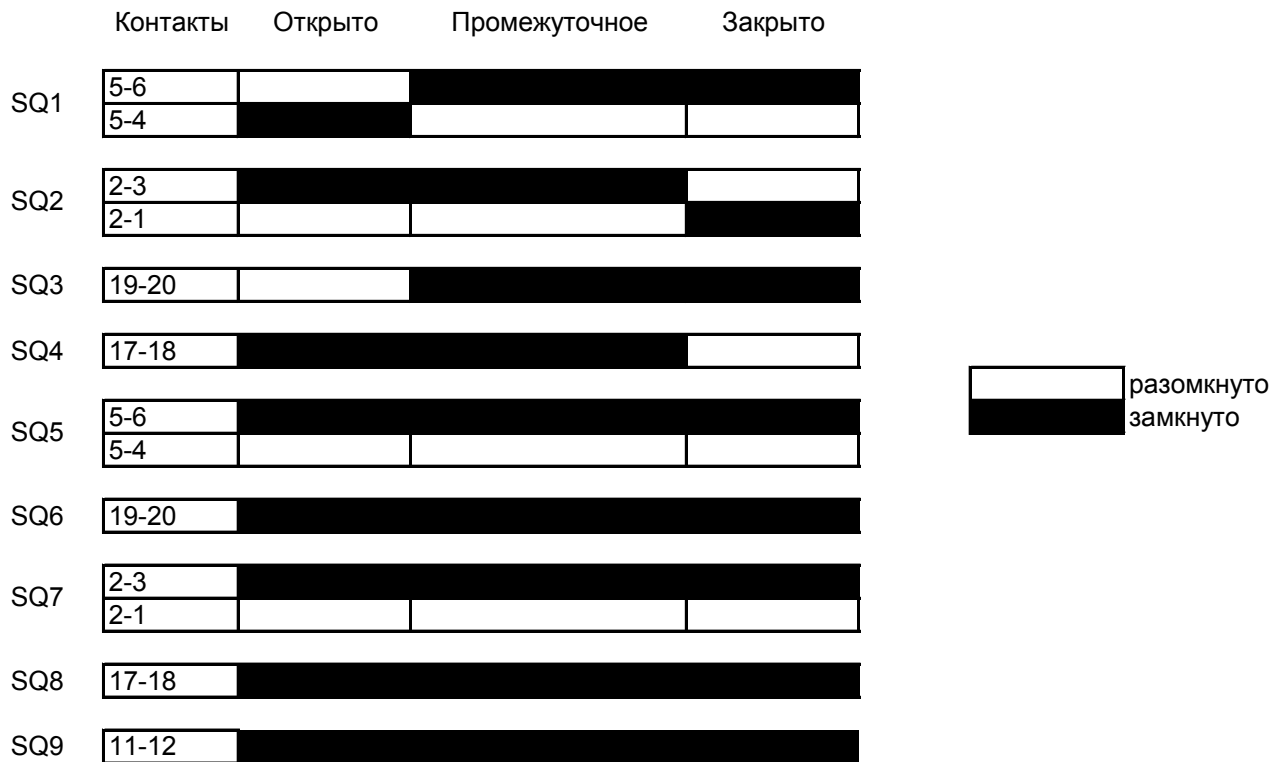 Контакты Открыто Промежуточное Закрыто
SQ1 5-6
5-4
SQ2 2-3
2-1
SQ3 19-20
SQ4 17-18
разомкнуто
замкнуто
SQ5 5-6
5-4
SQ6 19-20
SQ7 2-3
2-1
SQ8 17-18
SQ9 11-12